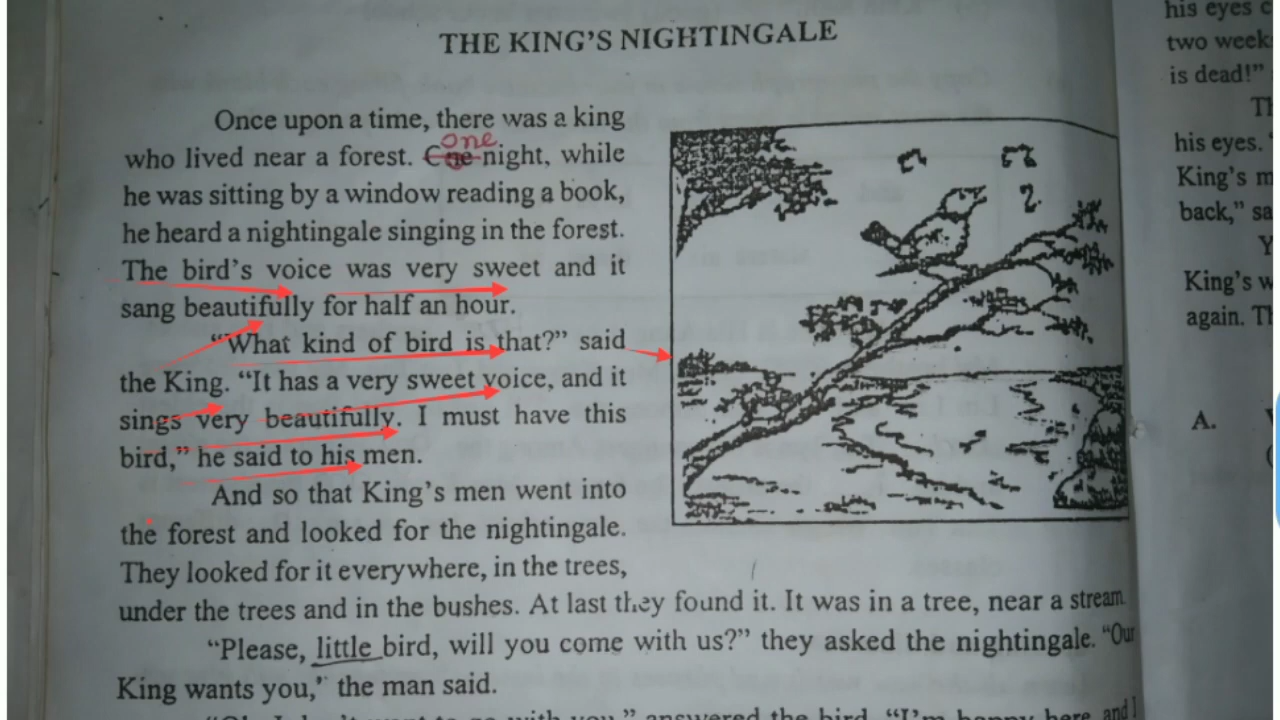 THE KING'S NIGHTINGALE
Once upon a time, there was a king
who lived near a forest. one night, while
he was sitting by a window reading a book,
he heard a nightingale singing in the forest.
The bird's voice was very sweet and it
sang beautifully for half an hour.
"What kind of bird is that?" said
the King. "It has a very sweet voice, and it
sings very beautifully. I must have this
bird," he said to his men.
And so that King's men went into
the forest and looked for the nightingale.
They looked for it everywhere, in the trees,
under the trees and in the bushes. At last they found it. It was in a tree, near a stream.
"Please, little bird, will you come with us?" they asked the nightingale. "Our
King wants you," the man said.
answered the bird. "I'm happy here, and I
his eyes
two week
is dead!"
his eyes.
King's
back,"
King's
again.
A.